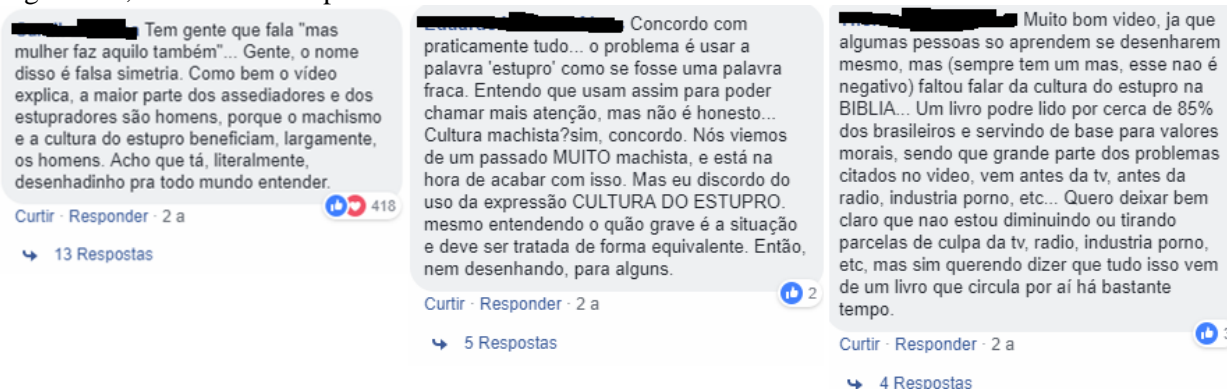 Tem gente que fala "mas
mulher faz aquilo também"... Gente, o nome
disso é falsa simetria. Como bem o vídeo
explica, a maior parte dos assediadores e dos
estupradores são homens, porque o machismo
e a cultura do estupro beneficiam, largamente,
os homens. Acho que tá, literalmente,
desenhadinho pra todo mundo entender.
418
Curtir · Responder · 2 a
13 Respostas
Concordo com
praticamente tudo... o problema é usar a
palavra 'estupro' como se fosse uma palavra
fraca. Entendo que usam assim para poder
chamar mais atenção, mas não é honesto...
Cultura machista?sim, concordo. Nós viemos
de um passado MUITO machista, e está na
hora de acabar com isso. Mas eu discordo do
uso da expressão CULTURA DO ESTUPRO.
mesmo entendendo o quão grave é a situação
e deve ser tratada de forma equivalente. Então,
nem desenhando, para alguns.
2
Curtir · Responder · 2 a
5 Respostas
Muito bom video, ja que
algumas pessoas so aprendem se desenharem
mesmo, mas (sempre tem um mas, esse nao é
negativo) faltou falar da cultura do estupro na
BIBLIA... Um livro podre lido por cerca de 85%
dos brasileiros e servindo de base para valores
morais, sendo que grande parte dos problemas
citados no video, vem antes da tv, antes da
radio, industria porno, etc... Quero deixar bem
claro que nao estou diminuindo ou tirando
parcelas de culpa da tv, radio, industria porno,
etc, mas sim querendo dizer que tudo isso vem
de um livro que circula por aí há bastante
tempo.
Curtir · Responder · 2 a
4 Respostas